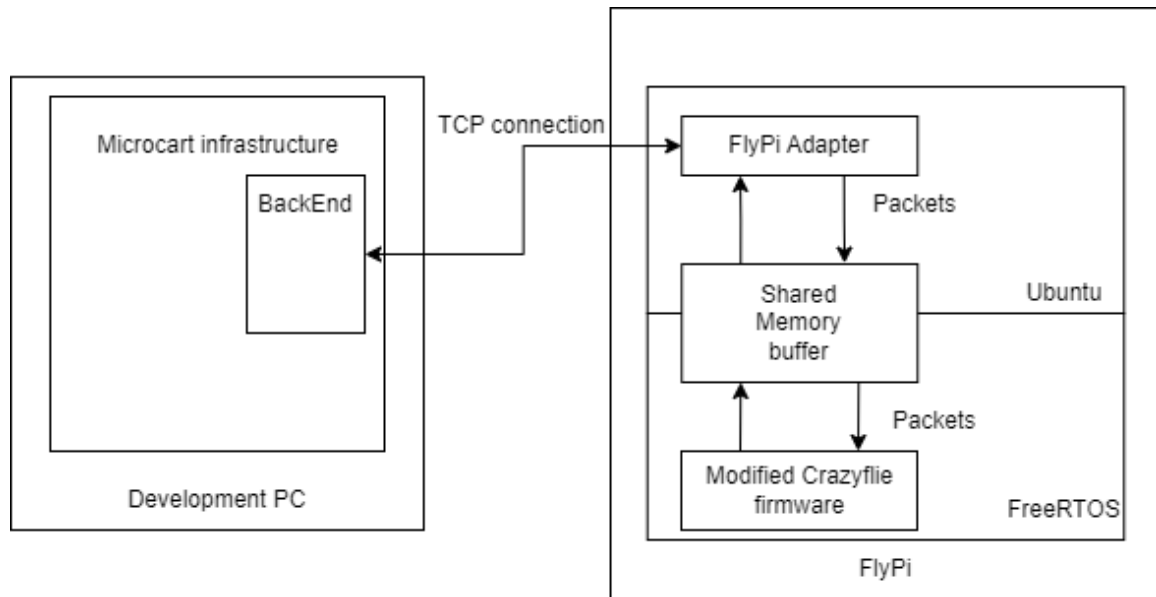 Microcart infrastructure
BackEnd
Development PC
TCP connection
FlyPi Adapter
Packets
Shared
Memory
buffer
Ubuntu
Packets
Modified Crazyflie
firmware
FreeRTOS
FlyPi